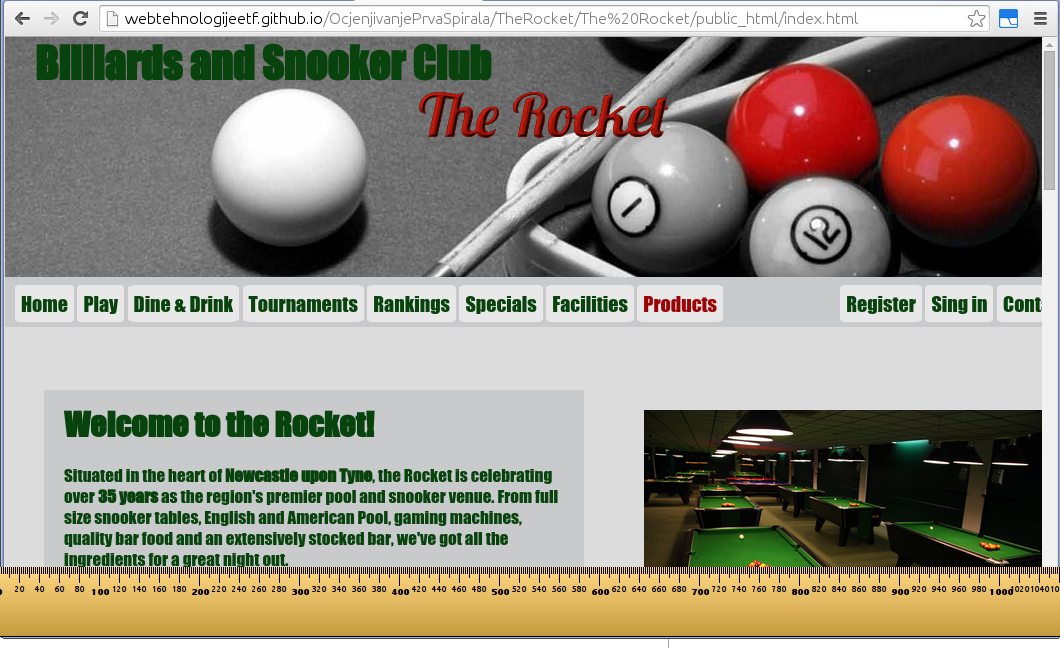 webtehnologijeetf.github.io/OcjenjivanjePrvaSpirala/TheRocket/The%20Rocket/public_html/index.html
Billiards and Snooker Club
The Rocket
1
12
Home Play Dine & Drink Tournaments Rankings Specials Facilities Products Register Sing in Cont
Welcome to the Rocket!
Situated in the heart of Newcastle upon Tyne, the Rocket is celebrating
over 35 years as the region's premier pool and snooker venue. From full
size snooker tables, English and American Pool, gaming machines,
quality bar food and an extensively stocked bar, we've got all the
ingredients for a great night out.
0 20 40 60 80 100 120 140 160 180 200 220 240 260 280 300 320 340 360 380 400 420 440 460 480 500 520 540 560 580 600 620 640 660 680 700 720 740 760 780 800 820 840 860 880 900 920 940 960 980 1000 1020 1040